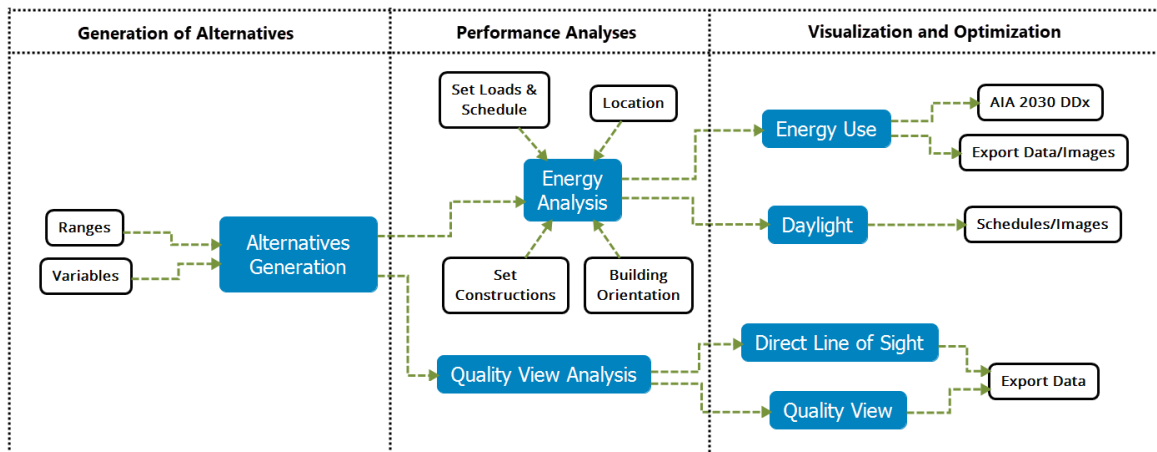 Generation of Alternatives
Performance Analyses
Visualization and Optimization
Ranges
Variables
Alternatives
Generation
Set Loads &
Schedule
Location
Energy
Analysis
Set
Constructions
Building
Orientation
Quality View Analysis
Energy Use
AIA 2030 DDx
Export Data/Images
Daylight
Schedules/Images
Direct Line of Sight
Quality View
Export Data